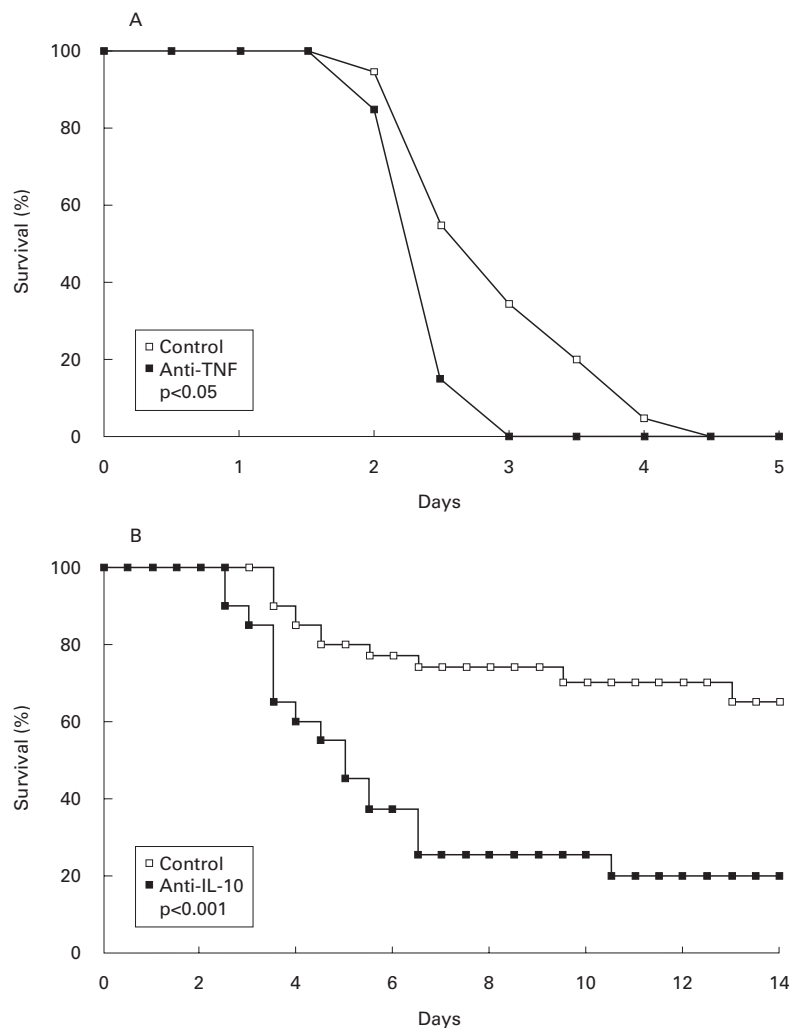 A
100
80
60
40
20
0
Survival (%)
Control
Anti-TNF
p<0.05
0 1 2 3 4 5
Days
B
100
80
60
40
20
0
Survival (%)
Control
Anti-IL-10
p<0.001
0 2 4 6 8 10 12 14
Days